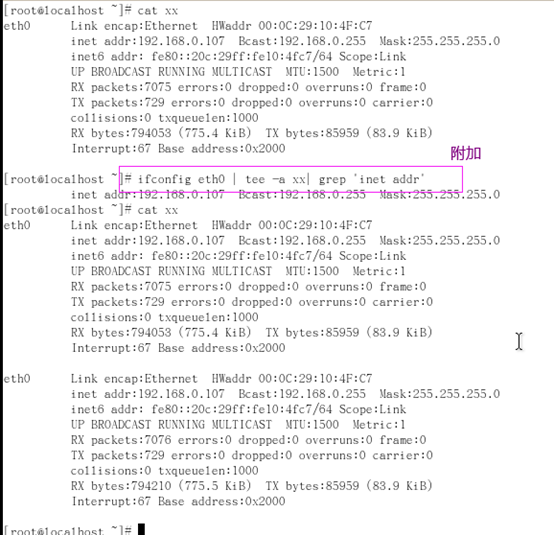 [root@localhost ~]# cat xx
eth0      Link encap:Ethernet  HWaddr 00:0C:29:10:4F:C7
          inet addr:192.168.0.107  Bcast:192.168.0.255  Mask:255.255.255.0
          inet6 addr: fe80::20c:29ff:fe10:4fc7/64 Scope:Link
          UP BROADCAST RUNNING MULTICAST  MTU:1500  Metric:1
          RX packets:7075 errors:0 dropped:0 overruns:0 frame:0
          TX packets:729 errors:0 dropped:0 overruns:0 carrier:0
          collisions:0 txqueuelen:1000
          RX bytes:794053 (775.4 KiB)  TX bytes:85959 (83.9 KiB)
          Interrupt:67 Base address:0x2000
附加
[root@localhost ~]# ifconfig eth0 | tee -a xx| grep 'inet addr'
          inet addr:192.168.0.107  Bcast:192.168.0.255  Mask:255.255.255.0
[root@localhost ~]# cat xx
eth0      Link encap:Ethernet  HWaddr 00:0C:29:10:4F:C7
          inet addr:192.168.0.107  Bcast:192.168.0.255  Mask:255.255.255.0
          inet6 addr: fe80::20c:29ff:fe10:4fc7/64 Scope:Link
          UP BROADCAST RUNNING MULTICAST  MTU:1500  Metric:1
          RX packets:7075 errors:0 dropped:0 overruns:0 frame:0
          TX packets:729 errors:0 dropped:0 overruns:0 carrier:0
          collisions:0 txqueuelen:1000
          RX bytes:794053 (775.4 KiB)  TX bytes:85959 (83.9 KiB)
          Interrupt:67 Base address:0x2000
eth0      Link encap:Ethernet  HWaddr 00:0C:29:10:4F:C7
          inet addr:192.168.0.107  Bcast:192.168.0.255  Mask:255.255.255.0
          inet6 addr: fe80::20c:29ff:fe10:4fc7/64 Scope:Link
          UP BROADCAST RUNNING MULTICAST  MTU:1500  Metric:1
          RX packets:7076 errors:0 dropped:0 overruns:0 frame:0
          TX packets:729 errors:0 dropped:0 overruns:0 carrier:0
          collisions:0 txqueuelen:1000
          RX bytes:794210 (775.5 KiB)  TX bytes:85959 (83.9 KiB)
          Interrupt:67 Base address:0x2000
[root@localhost ~]#